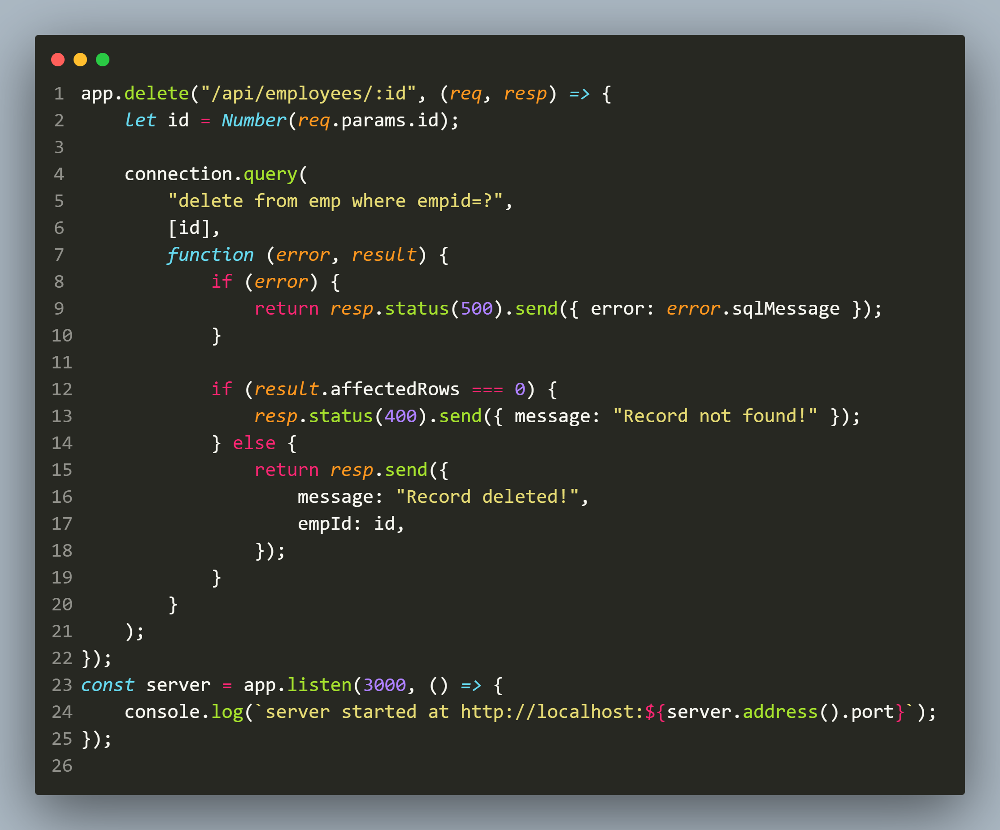 1 app.delete("/api/employees/:id", (req, resp) => {
2     let id = Number(req.params.id);
3
4     connection.query(
5         "delete from emp where empid=?",
6         [id],
7         function (error, result) {
8             if (error) {
9                 return resp.status(500).send({ error: error.sqlMessage });
10             }
11
12             if (result.affectedRows === 0) {
13                 resp.status(400).send({ message: "Record not found!" });
14             } else {
15                 return resp.send({
16                     message: "Record deleted!",
17                     empId: id,
18                 });
19             }
20         }
21     );
22 });
23 const server = app.listen(3000, () => {
24     console.log(`server started at http://localhost:${server.address().port}`);
25 });
26